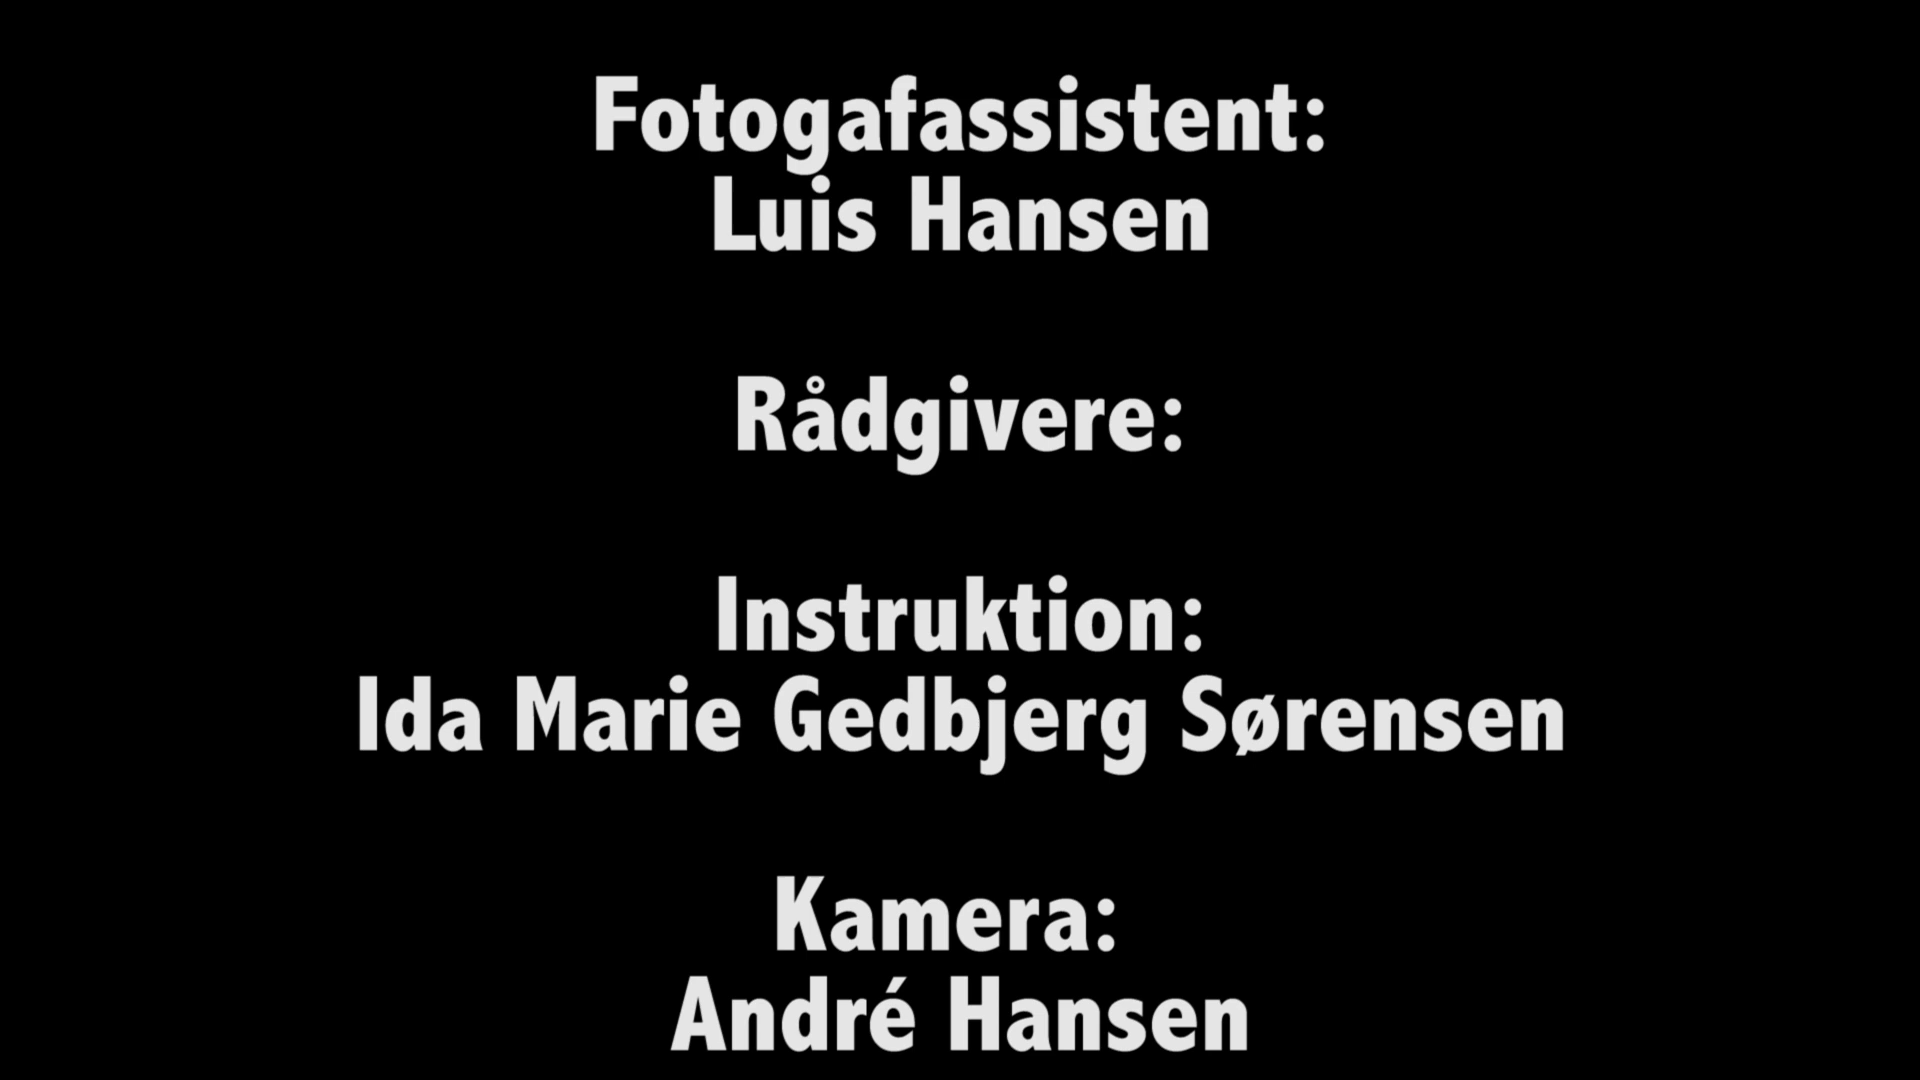 Fotogafassistent:
Luis Hansen
Rådgivere:
Instruktion:
Ida Marie Gedbjerg Sørensen
Kamera:
André Hansen